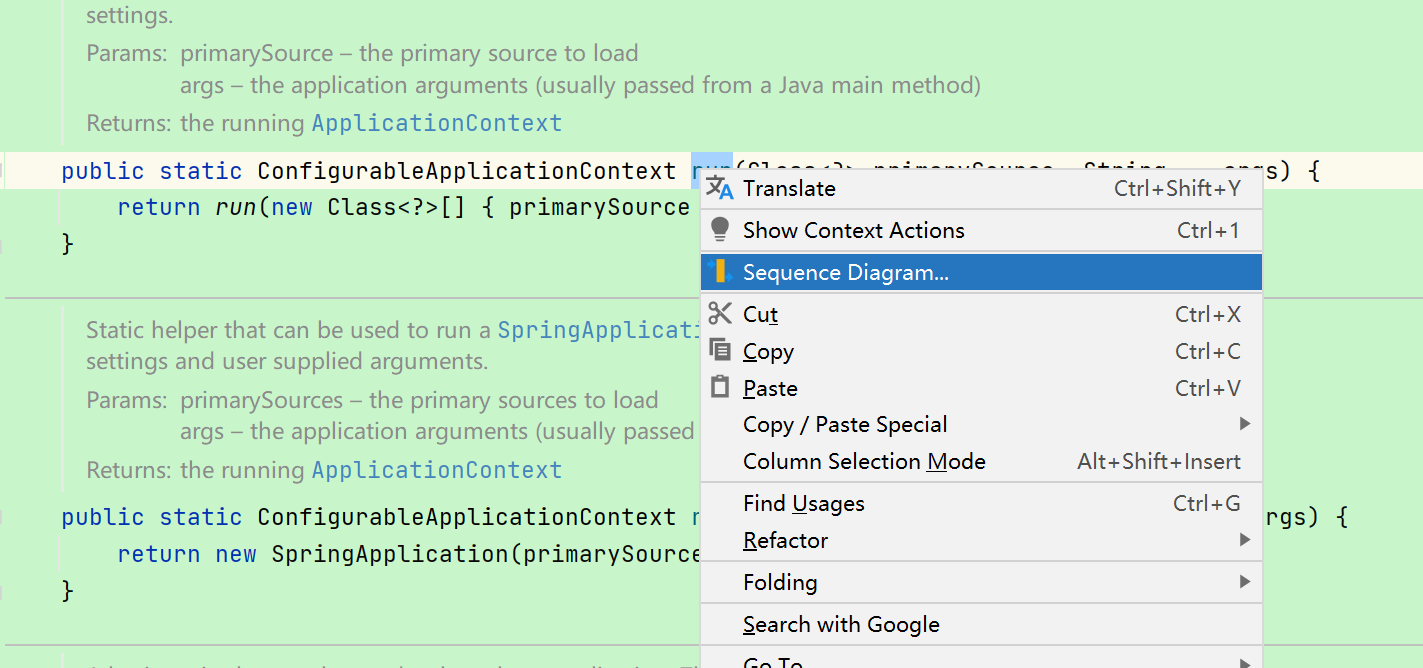 settings.
Params: primarySource – the primary source to load
args – the application arguments (usually passed from a Java main method)
Returns: the running ApplicationContext
public static ConfigurableApplicationContext run(Class<?> primarySource, String... args) {
return run(new Class<?>[] { primarySource
}
Static helper that can be used to run a SpringApplicati
settings and user supplied arguments.
Params: primarySources – the primary sources to load
args – the application arguments (usually passed
Returns: the running ApplicationContext
public static ConfigurableApplicationContext r rgs) {
return new SpringApplication(primarySource
}
Translate Ctrl+Shift+Y
Show Context Actions Ctrl+1
Sequence Diagram...
Cut Ctrl+X
Copy Ctrl+C
Paste Ctrl+V
Copy / Paste Special
Column Selection Mode Alt+Shift+Insert
Find Usages Ctrl+G
Refactor
Folding
Search with Google
Go To